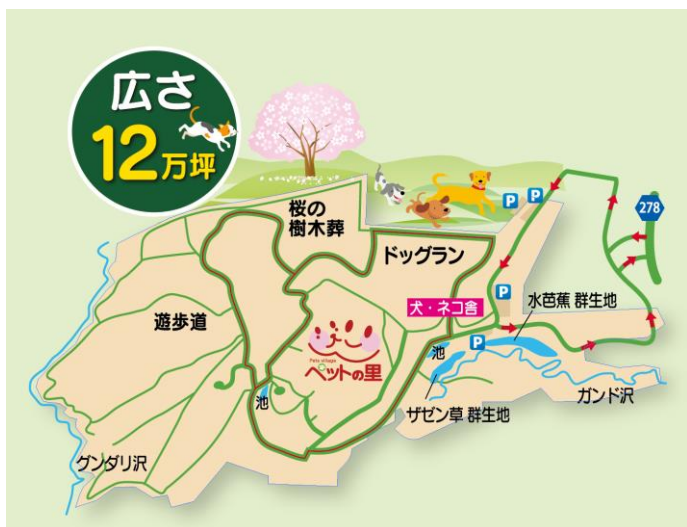 広さ
12万坪
桜の
樹木葬
ドッグラン
278
P
P
P
犬・ネコ舎
水芭蕉 群生地
遊歩道
Pets village
ペットの里
P
池
池
ザゼン草 群生地
ガンド沢
グンダリ沢